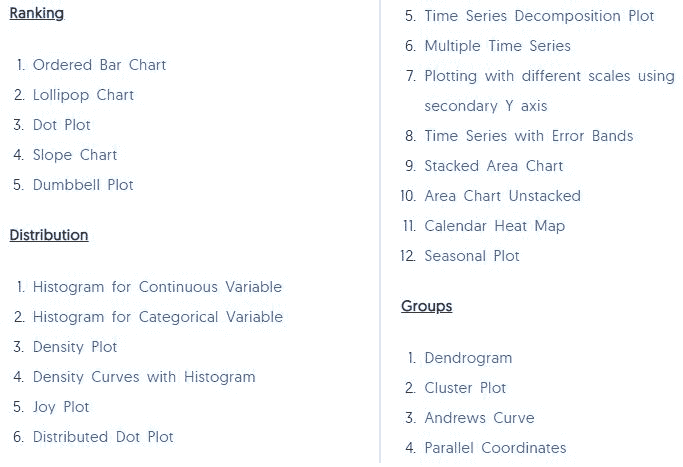 Ranking
1. Ordered Bar Chart
2. Lollipop Chart
3. Dot Plot
4. Slope Chart
5. Dumbbell Plot
Distribution
1. Histogram for Continuous Variable
2. Histogram for Categorical Variable
3. Density Plot
4. Density Curves with Histogram
5. Joy Plot
6. Distributed Dot Plot
5. Time Series Decomposition Plot
6. Multiple Time Series
7. Plotting with different scales using
secondary Y axis
8. Time Series with Error Bands
9. Stacked Area Chart
10. Area Chart Unstacked
11. Calendar Heat Map
12. Seasonal Plot
Groups
1. Dendrogram
2. Cluster Plot
3. Andrews Curve
4. Parallel Coordinates